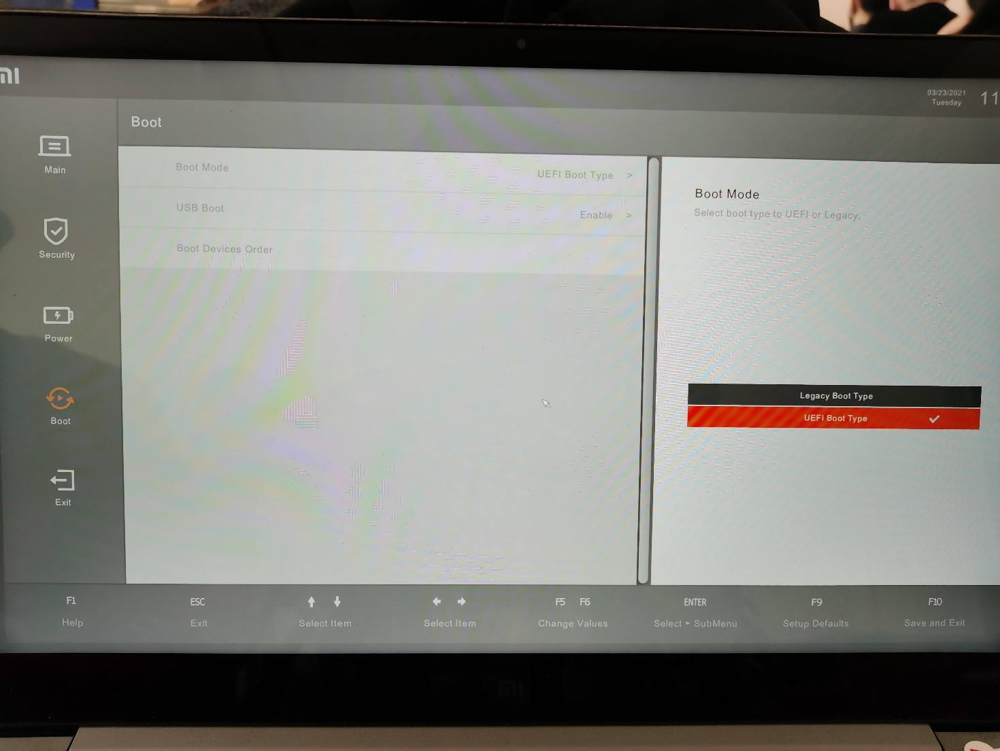 mi
03/23/2021
Tuesday
11
Boot
Main
Security
Power
Boot
Exit
Boot Mode
UEFI Boot Type >
USB Boot
Enable >
Boot Devices Order
Boot Mode
Select boot type to UEFI or Legacy.
Legacy Boot Type
UEFI Boot Type
F1
Help
ESC
Exit
Select Item
Select Item
F5 F6
Change Values
ENTER
Select ▸ SubMenu
F9
Setup Defaults
F10
Save and Exit
mi